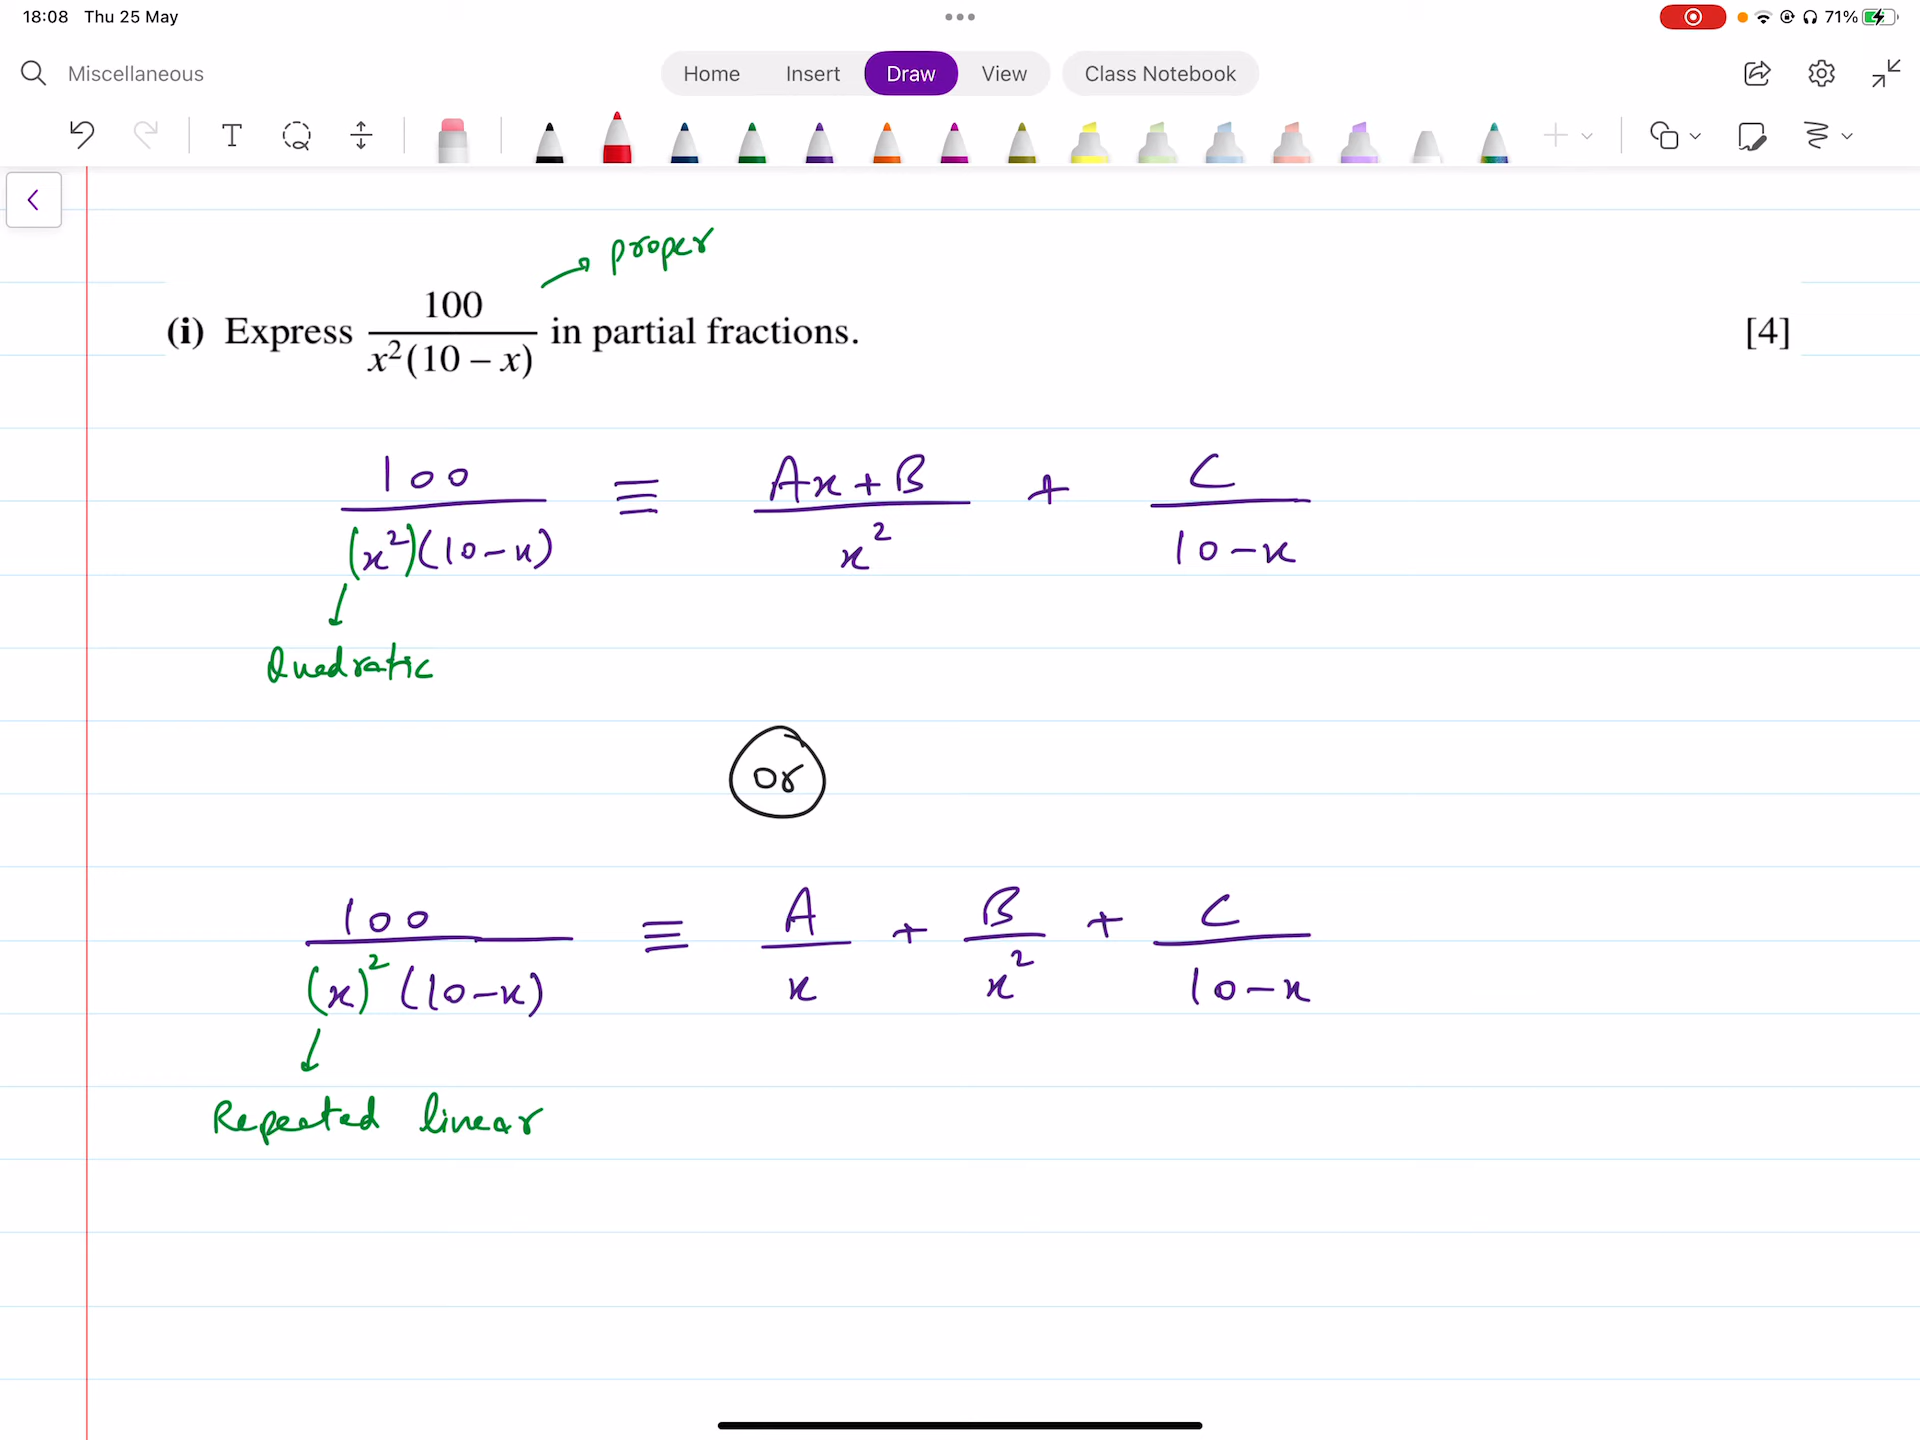 18:08 Thu 25 May
71%
Miscellaneous
Home Insert Draw View Class Notebook
T
proper
(i) Express 100/(x²(10 – x)) in partial fractions. [4]
100/((x²)(10-x)) ≡ (Ax+B)/x² + C/(10-x)
Quadratic
or
100/((x)²(10-x)) ≡ A/x + B/x² + C/(10-x)
Repeated linear